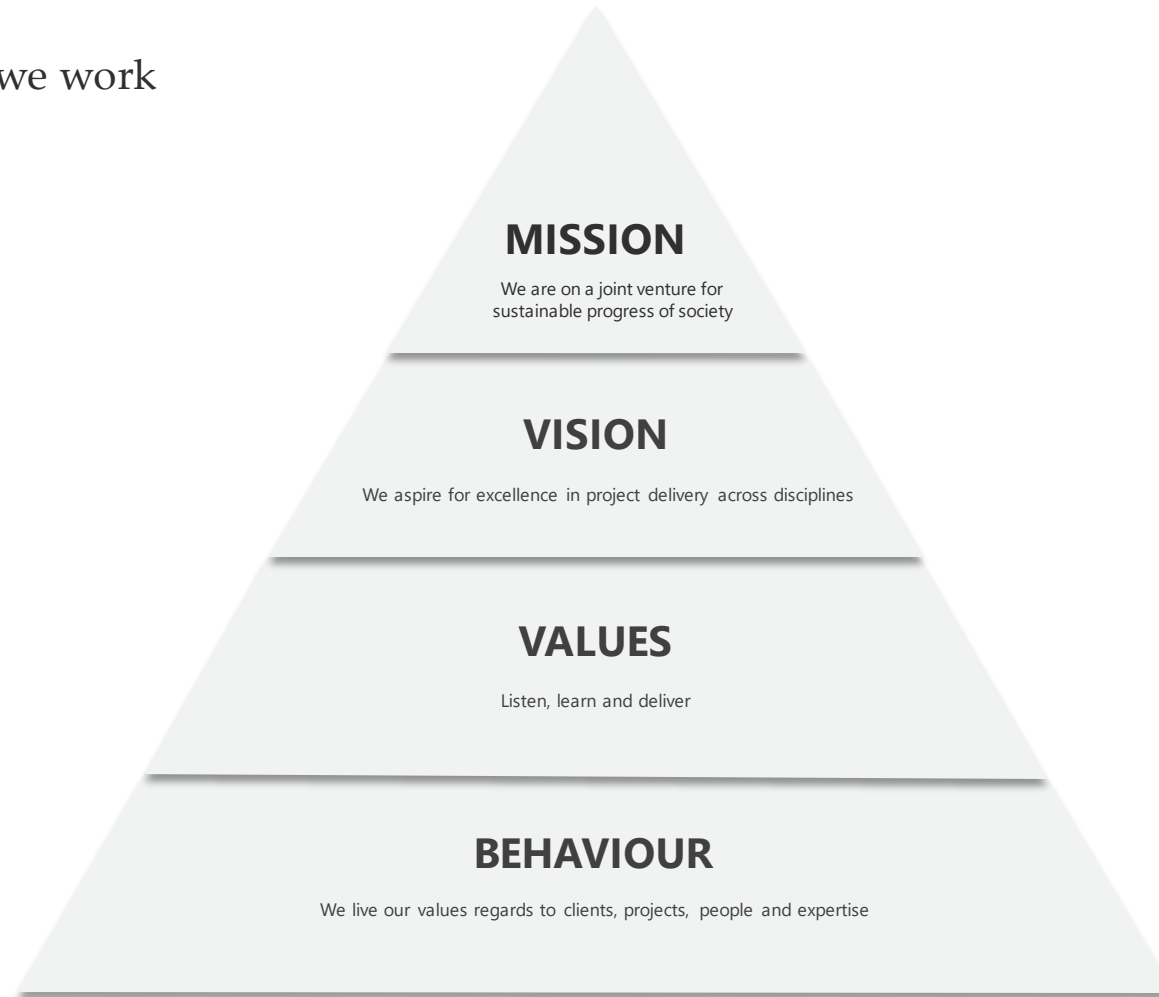 we work
MISSION
We are on a joint venture for
sustainable progress of society
VISION
We aspire for excellence in project delivery across disciplines
VALUES
Listen, learn and deliver
BEHAVIOUR
We live our values regards to clients, projects, people and expertise